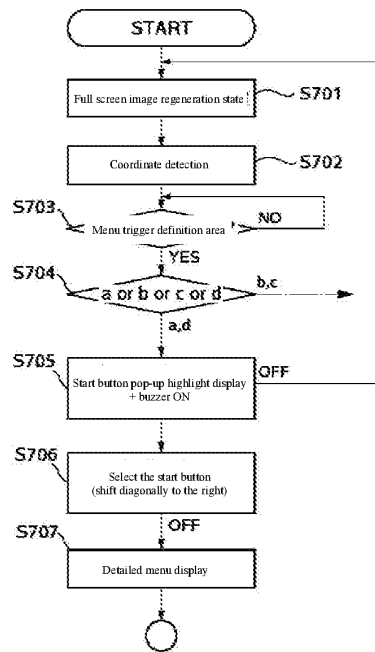 START
Full screen image regeneration state
S701
Coordinate detection
S702
S703
Menu trigger definition area
NO
YES
S704
a or b or c or d
b,c
a,d
S705
Start button pop-up highlight display
+ buzzer ON
OFF
S706
Select the start button
(shift diagonally to the right)
OFF
S707
Detailed menu display